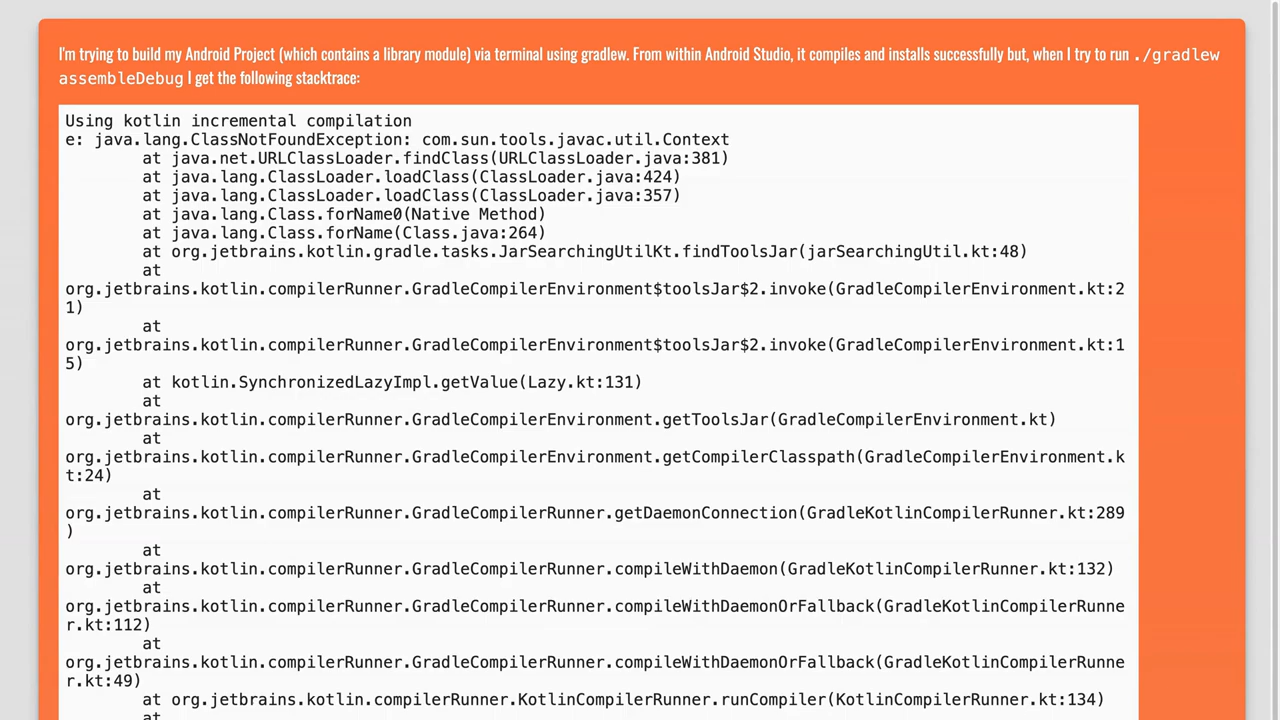 I'm trying to build my Android Project (which contains a library module) via terminal using gradlew. From within Android Studio, it compiles and installs successfully but, when I try to run ./gradlew
assembleDebug I get the following stacktrace:
Using kotlin incremental compilation
e: java.lang.ClassNotFoundException: com.sun.tools.javac.util.Context
at java.net.URLClassLoader.findClass(URLClassLoader.java:381)
at java.lang.ClassLoader.loadClass(ClassLoader.java:424)
at java.lang.ClassLoader.loadClass(ClassLoader.java:357)
at java.lang.Class.forName0(Native Method)
at java.lang.Class.forName(Class.java:264)
at org.jetbrains.kotlin.gradle.tasks.JarSearchingUtilKt.findToolsJar(jarSearchingUtil.kt:48)
at
org.jetbrains.kotlin.compilerRunner.GradleCompilerEnvironment$toolsJar$2.invoke(GradleCompilerEnvironment.kt:2
1)
at
org.jetbrains.kotlin.compilerRunner.GradleCompilerEnvironment$toolsJar$2.invoke(GradleCompilerEnvironment.kt:1
5)
at kotlin.SynchronizedLazyImpl.getValue(Lazy.kt:131)
at
org.jetbrains.kotlin.compilerRunner.GradleCompilerEnvironment.getToolsJar(GradleCompilerEnvironment.kt)
at
org.jetbrains.kotlin.compilerRunner.GradleCompilerEnvironment.getCompilerClasspath(GradleCompilerEnvironment.k
t:24)
at
org.jetbrains.kotlin.compilerRunner.GradleCompilerRunner.getDaemonConnection(GradleKotlinCompilerRunner.kt:289
)
at
org.jetbrains.kotlin.compilerRunner.GradleCompilerRunner.compileWithDaemon(GradleKotlinCompilerRunner.kt:132)
at
org.jetbrains.kotlin.compilerRunner.GradleCompilerRunner.compileWithDaemonOrFallback(GradleKotlinCompilerRunne
r.kt:112)
at
org.jetbrains.kotlin.compilerRunner.GradleCompilerRunner.compileWithDaemonOrFallback(GradleKotlinCompilerRunne
r.kt:49)
at org.jetbrains.kotlin.compilerRunner.KotlinCompilerRunner.runCompiler(KotlinCompilerRunner.kt:134)
at